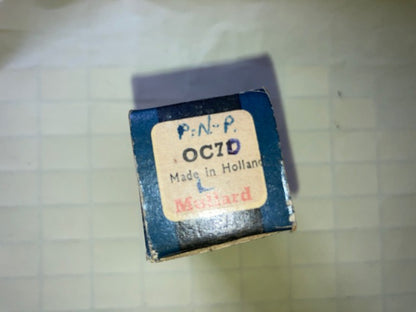 P-N-P.
OC70
Made in Holland
L
Mullard